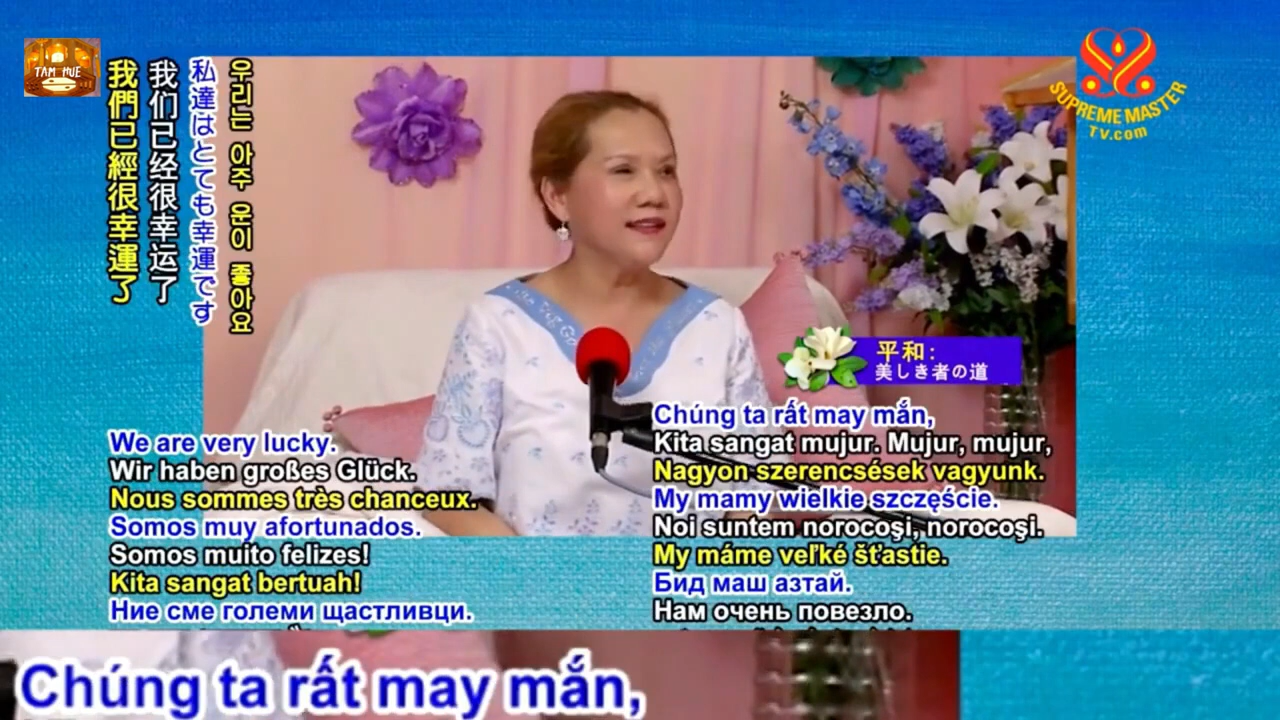 TAM HUE
SUPREME MASTER
TV.com
우리는 아주 운이 좋아요
私達はとても幸運です
我们已经很幸运了
我們已經很幸運了
平和:
美しき者の道
We are very lucky.
Wir haben großes Glück.
Nous sommes très chanceux.
Somos muy afortunados.
Somos muito felizes!
Kita sangat bertuah!
Ние сме големи щастливци.
Chúng ta rất may mắn,
Kita sangat mujur. Mujur, mujur,
Nagyon szerencsések vagyunk.
My mamy wielkie szczęście.
Noi suntem norocoşi, norocoşi.
My máme veľké šťastie.
Бид маш азтай.
Нам очень повезло.
Chúng ta rất may mắn,